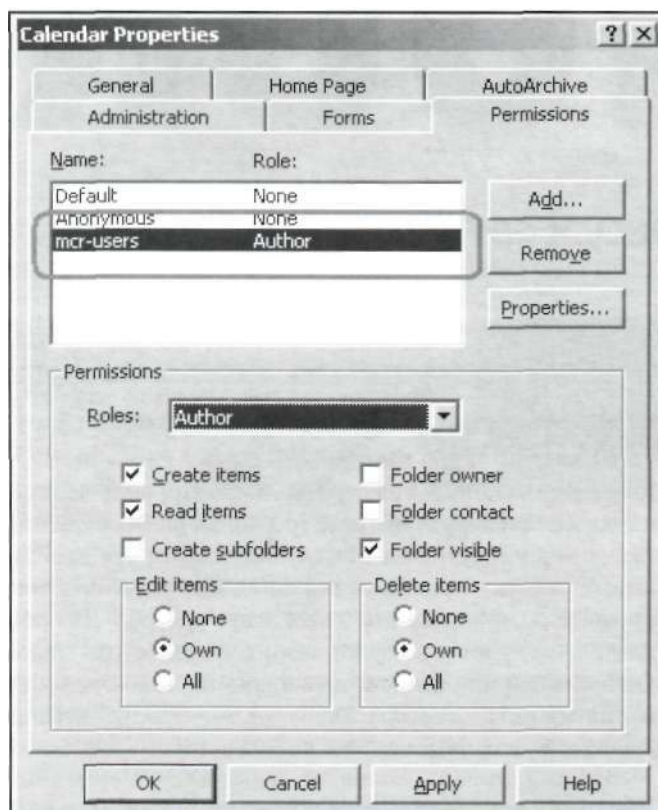 Calendar Properties
General Home Page AutoArchive
Administration Forms Permissions
Name: Role:
Default None
Anonymous None
mcr-users Author
Add...
Remove
Properties...
Permissions
Roles: Author
Create items Folder owner
Read items Folder contact
Create subfolders Folder visible
Edit items Delete items
None None
Own Own
All All
OK Cancel Apply Help